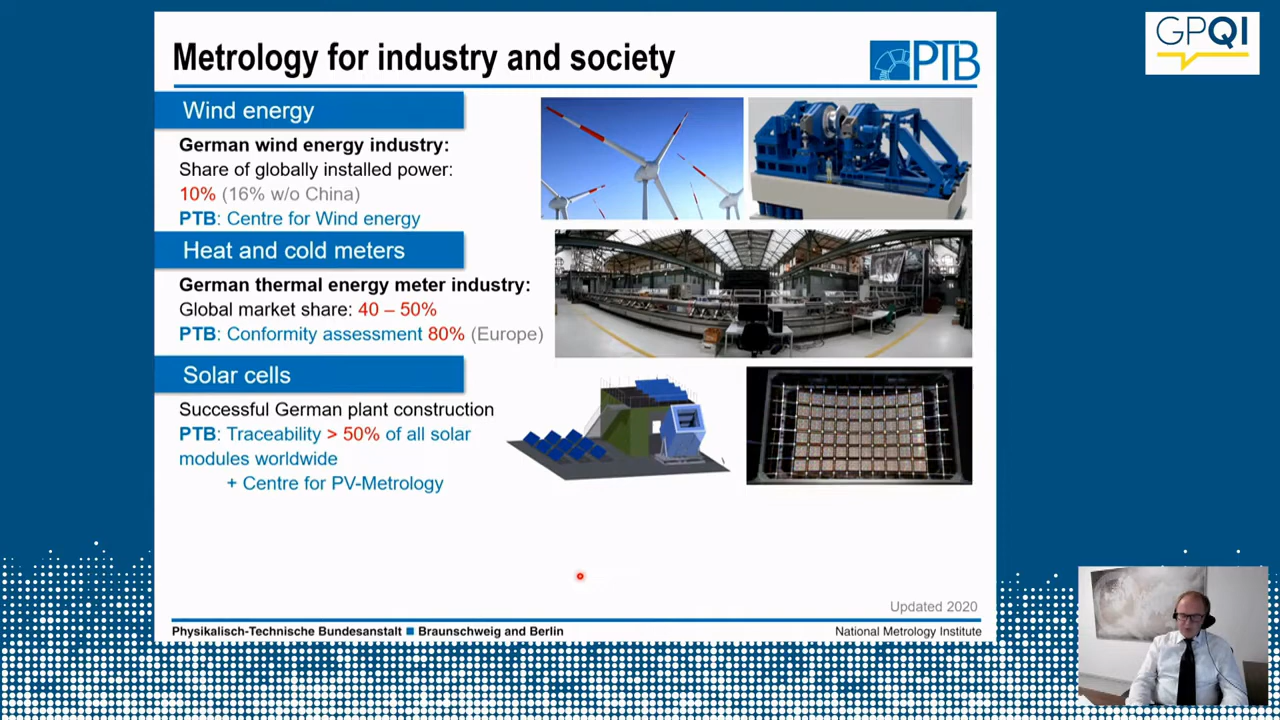 Metrology for industry and society
PTB
GPQI
Wind energy
German wind energy industry:
Share of globally installed power:
10% (16% w/o China)
PTB: Centre for Wind energy
Heat and cold meters
German thermal energy meter industry:
Global market share: 40 – 50%
PTB: Conformity assessment 80% (Europe)
Solar cells
Successful German plant construction
PTB: Traceability > 50% of all solar
modules worldwide
+ Centre for PV-Metrology
Updated 2020
Physikalisch-Technische Bundesanstalt ■ Braunschweig and Berlin
National Metrology Institute